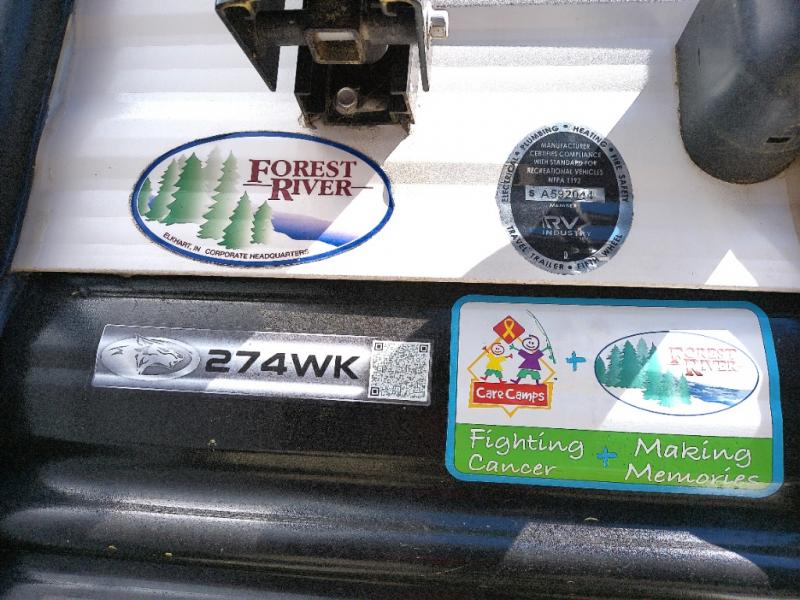 FOREST
RIVER
ELKHART, IN CORPORATE HEADQUARTERS
ELECTRICAL • PLUMBING • HEATING • FIRE SAFETY
MANUFACTURER
CERTIFIES COMPLIANCE
WITH STANDARD FOR
RECREATIONAL VEHICLES
NFPA 1192
S A592044
MEMBER
RV
INDUSTRY
TRAVEL TRAILER • FIFTH WHEEL
274WK
Care Camps
+
FOREST
RIVER
Fighting + Making
Cancer Memories